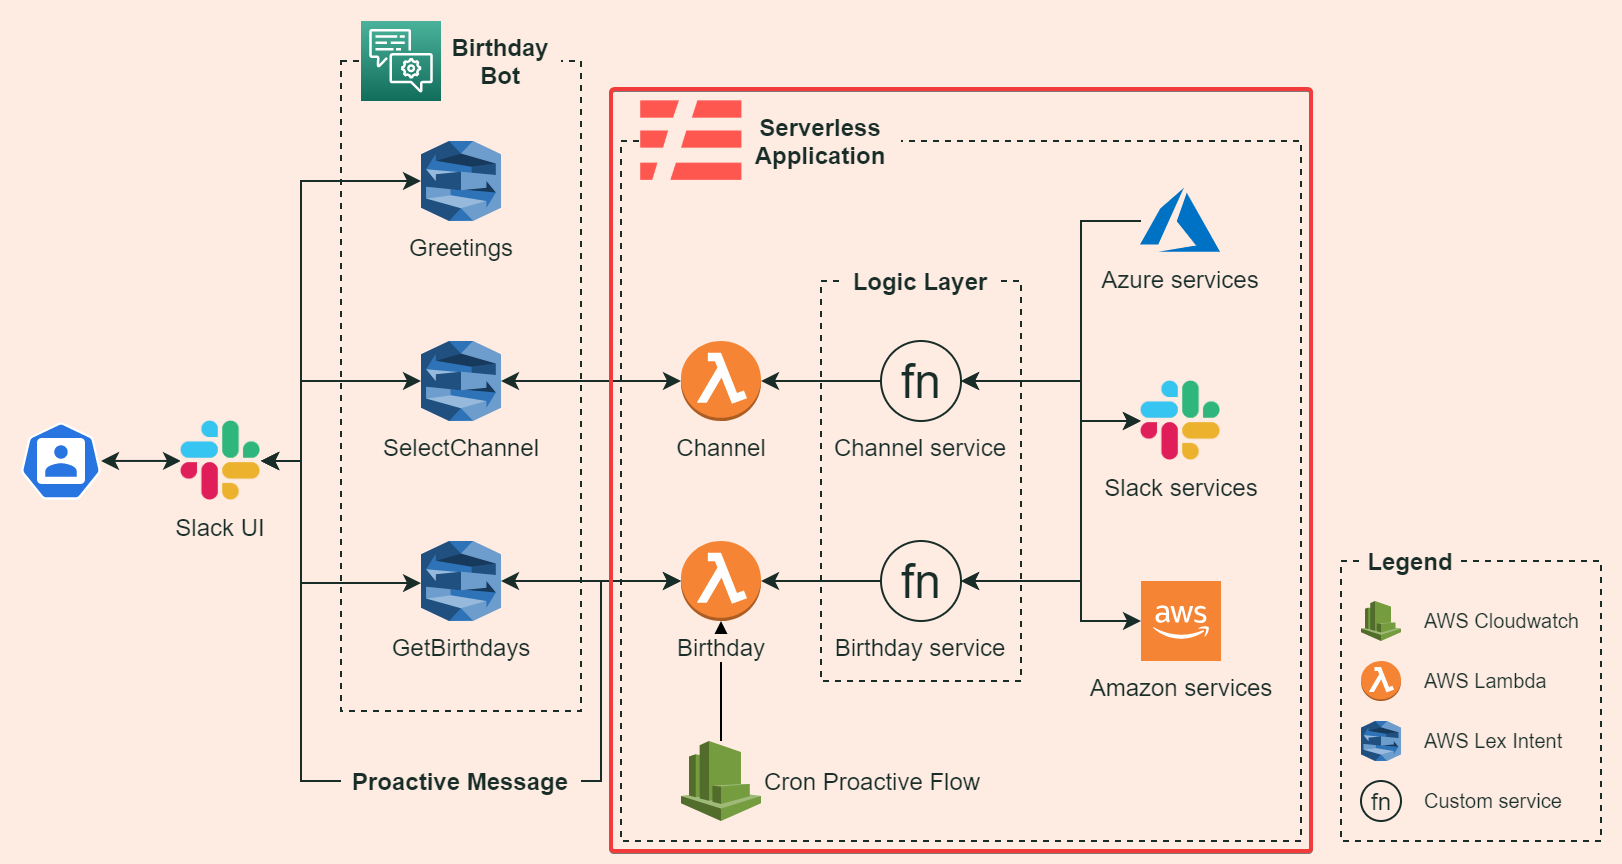 Birthday
Bot
Serverless
Application
Greetings
Azure services
Logic Layer
fn
SelectChannel
Channel
Channel service
Slack UI
Slack services
fn
aws
GetBirthdays
Birthday
Birthday service
Amazon services
Proactive Message
Cron Proactive Flow
Legend
AWS Cloudwatch
AWS Lambda
AWS Lex Intent
fn
Custom service